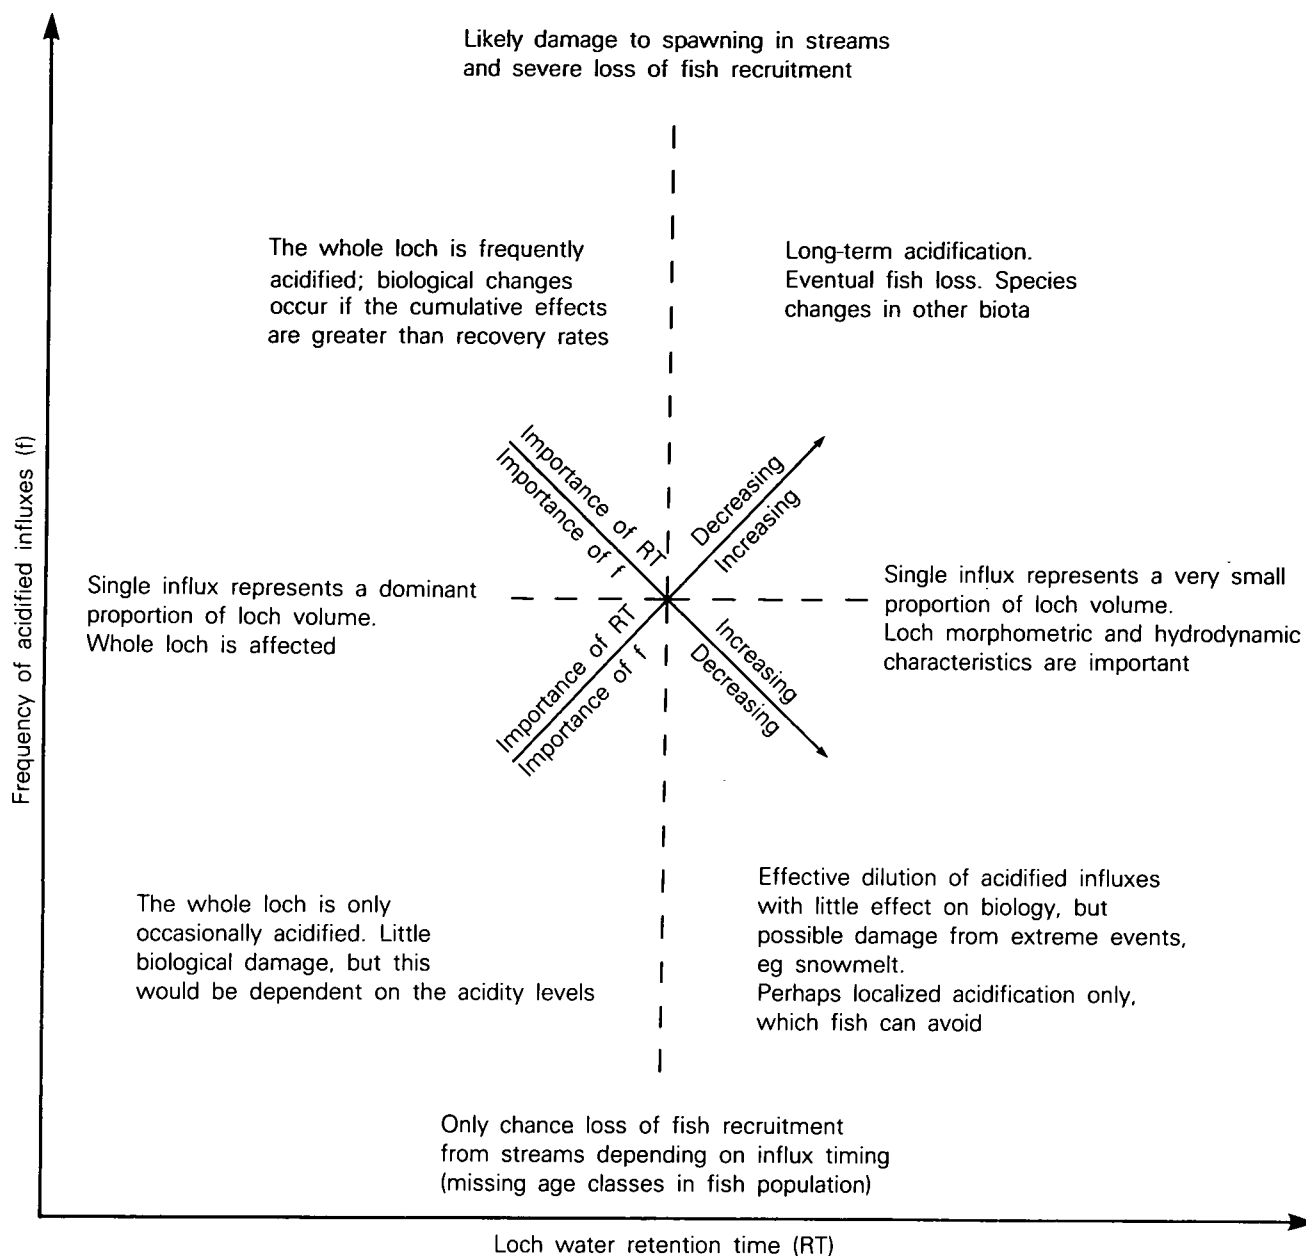 Likely damage to spawning in streams
and severe loss of fish recruitment
The whole loch is frequently
acidified; biological changes
occur if the cumulative effects
are greater than recovery rates
Long-term acidification.
Eventual fish loss. Species
changes in other biota
Frequency of acidified influxes (f)
Importance of RT
Importance of f
Decreasing
Increasing
Single influx represents a dominant
proportion of loch volume.
Whole loch is affected
Single influx represents a very small
proportion of loch volume.
Loch morphometric and hydrodynamic
characteristics are important
Importance of RT
Importance of f
Increasing
Decreasing
The whole loch is only
occasionally acidified. Little
biological damage, but this
would be dependent on the acidity levels
Effective dilution of acidified influxes
with little effect on biology, but
possible damage from extreme events,
eg snowmelt.
Perhaps localized acidification only,
which fish can avoid
Only chance loss of fish recruitment
from streams depending on influx timing
(missing age classes in fish population)
Loch water retention time (RT)